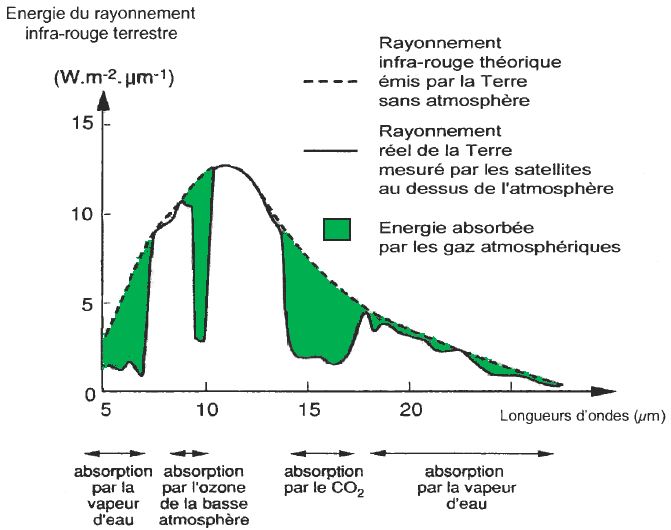 Energie du rayonnement
infra-rouge terrestre
(W.m-2.µm-1)
Rayonnement
infra-rouge théorique
émis par la Terre
sans atmosphère
Rayonnement
réel de la Terre
mesuré par les satellites
au dessus de l'atmosphère
Energie absorbée
par les gaz atmosphériques
15
10
5
0
5
10
15
20
Longueurs d'ondes (µm)
absorption
par la
vapeur
d'eau
absorption
par l'ozone
de la basse
atmosphère
absorption
par le CO2
absorption
par la vapeur
d'eau